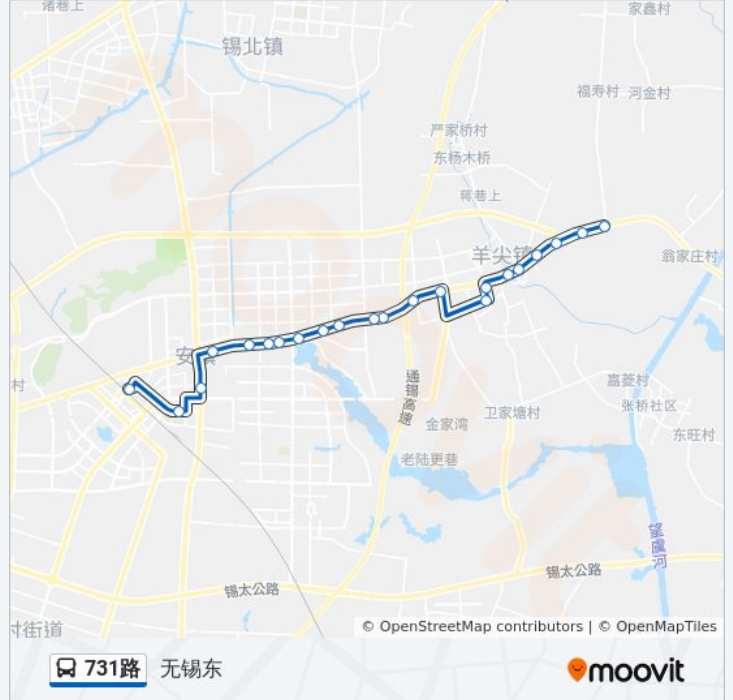 诸巷上
家鑫村
锡北镇
福寿村
河金村
严家桥村
东杨木桥
蒋巷上
羊尖镇
翁家庄村
安镇
村
通锡高速
嘉菱村
张桥社区
卫家塘村
金家湾
东旺村
老陆更巷
锡太公路
锡太公路
村街道
© OpenStreetMap contributors | © OpenMapTiles
731路 无锡东
moovit